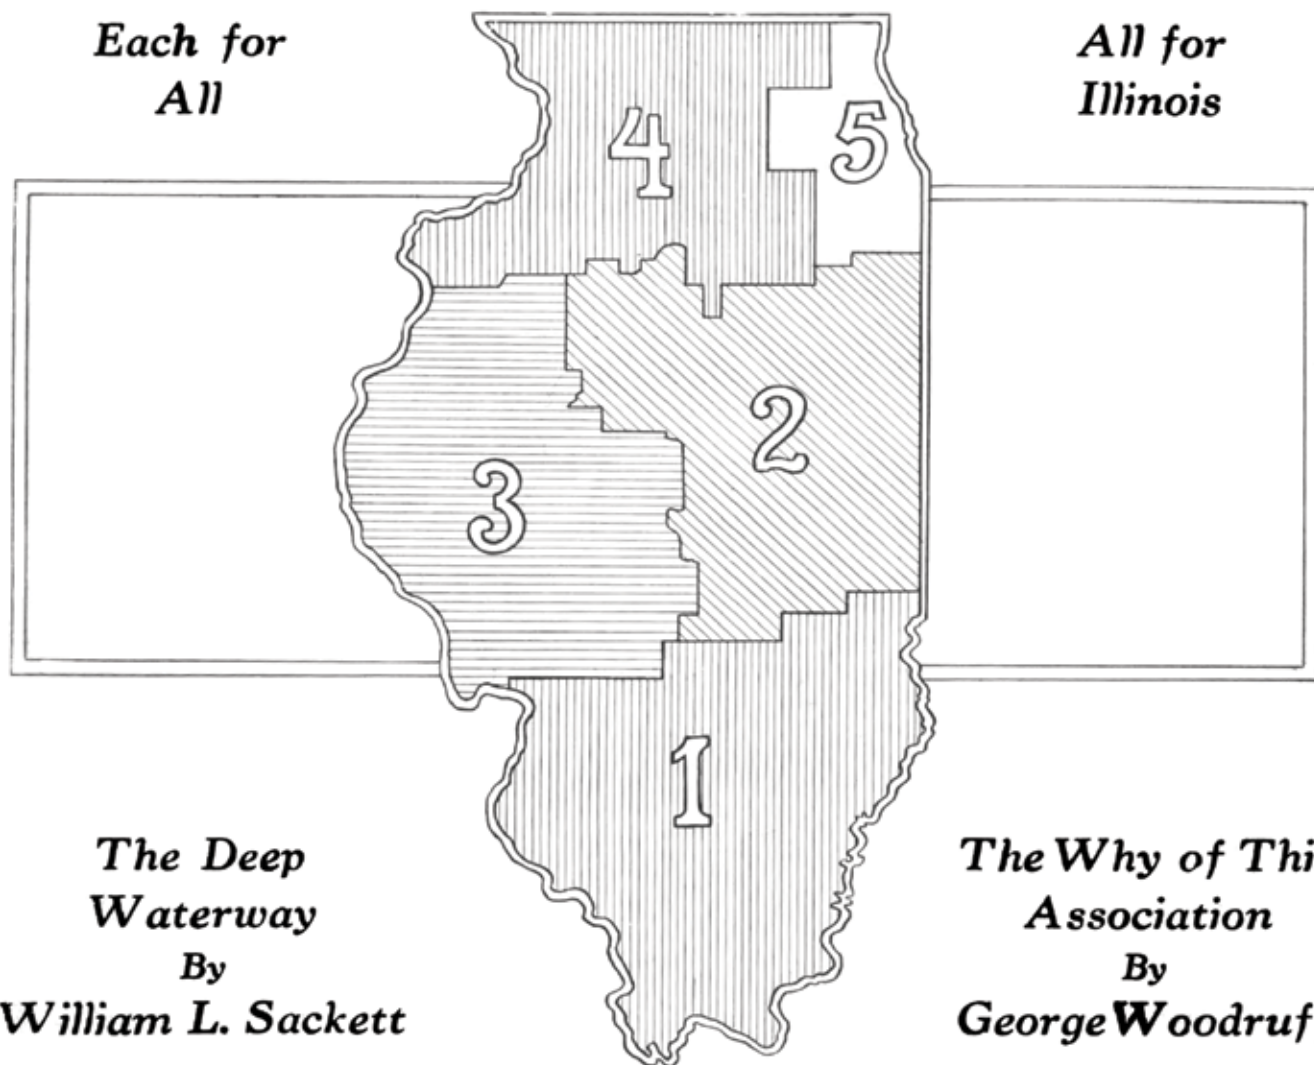 Each for
All
All for
Illinois
4
5
2
3
1
The Deep
Waterway
By
William L. Sackett
The Why of Thi
Association
By
George Woodruf